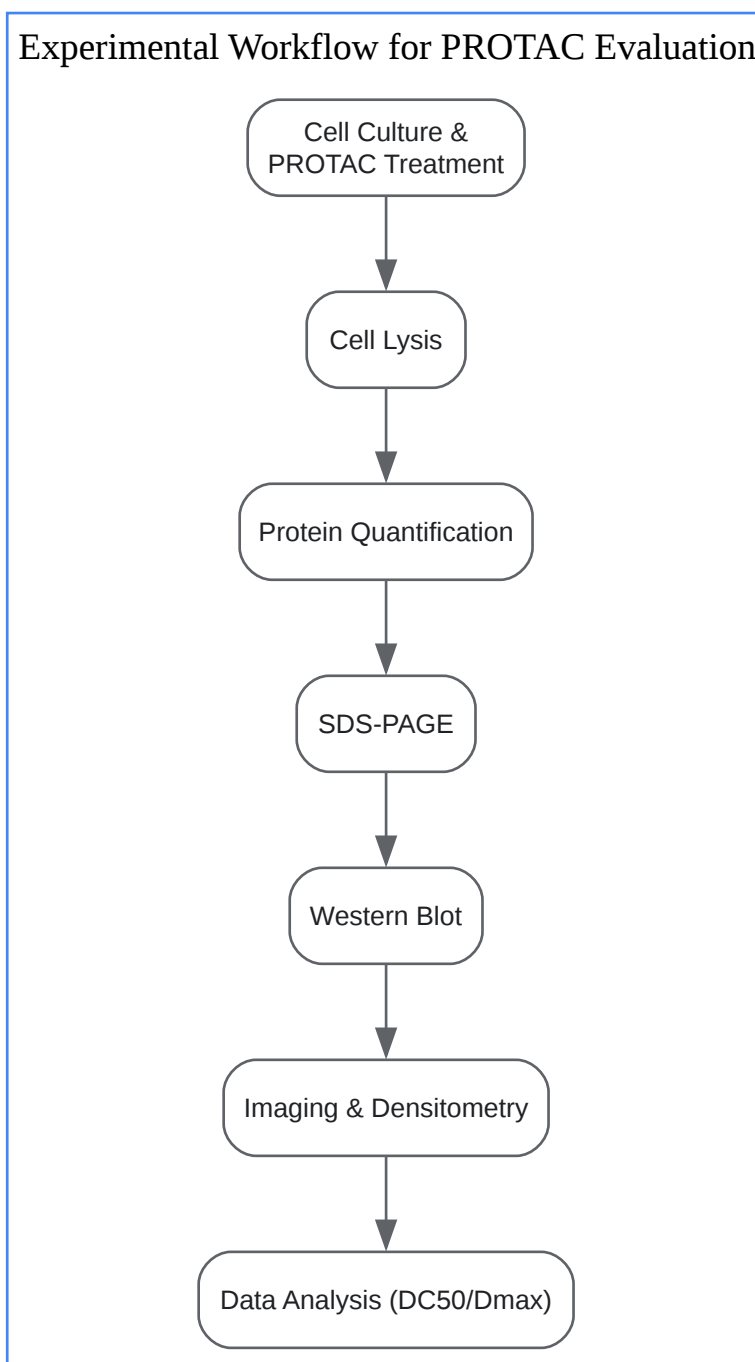 Experimental Workflow for PROTAC Evaluation
Cell Culture &
PROTAC Treatment
Cell Lysis
Protein Quantification
SDS-PAGE
Western Blot
Imaging & Densitometry
Data Analysis (DC50/Dmax)